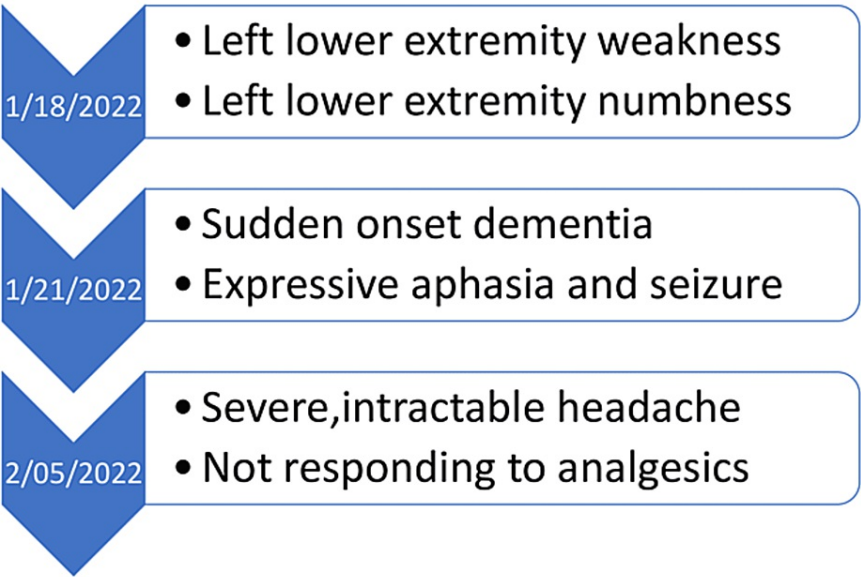 1/18/2022
• Left lower extremity weakness
• Left lower extremity numbness
1/21/2022
• Sudden onset dementia
• Expressive aphasia and seizure
2/05/2022
• Severe,intractable headache
• Not responding to analgesics